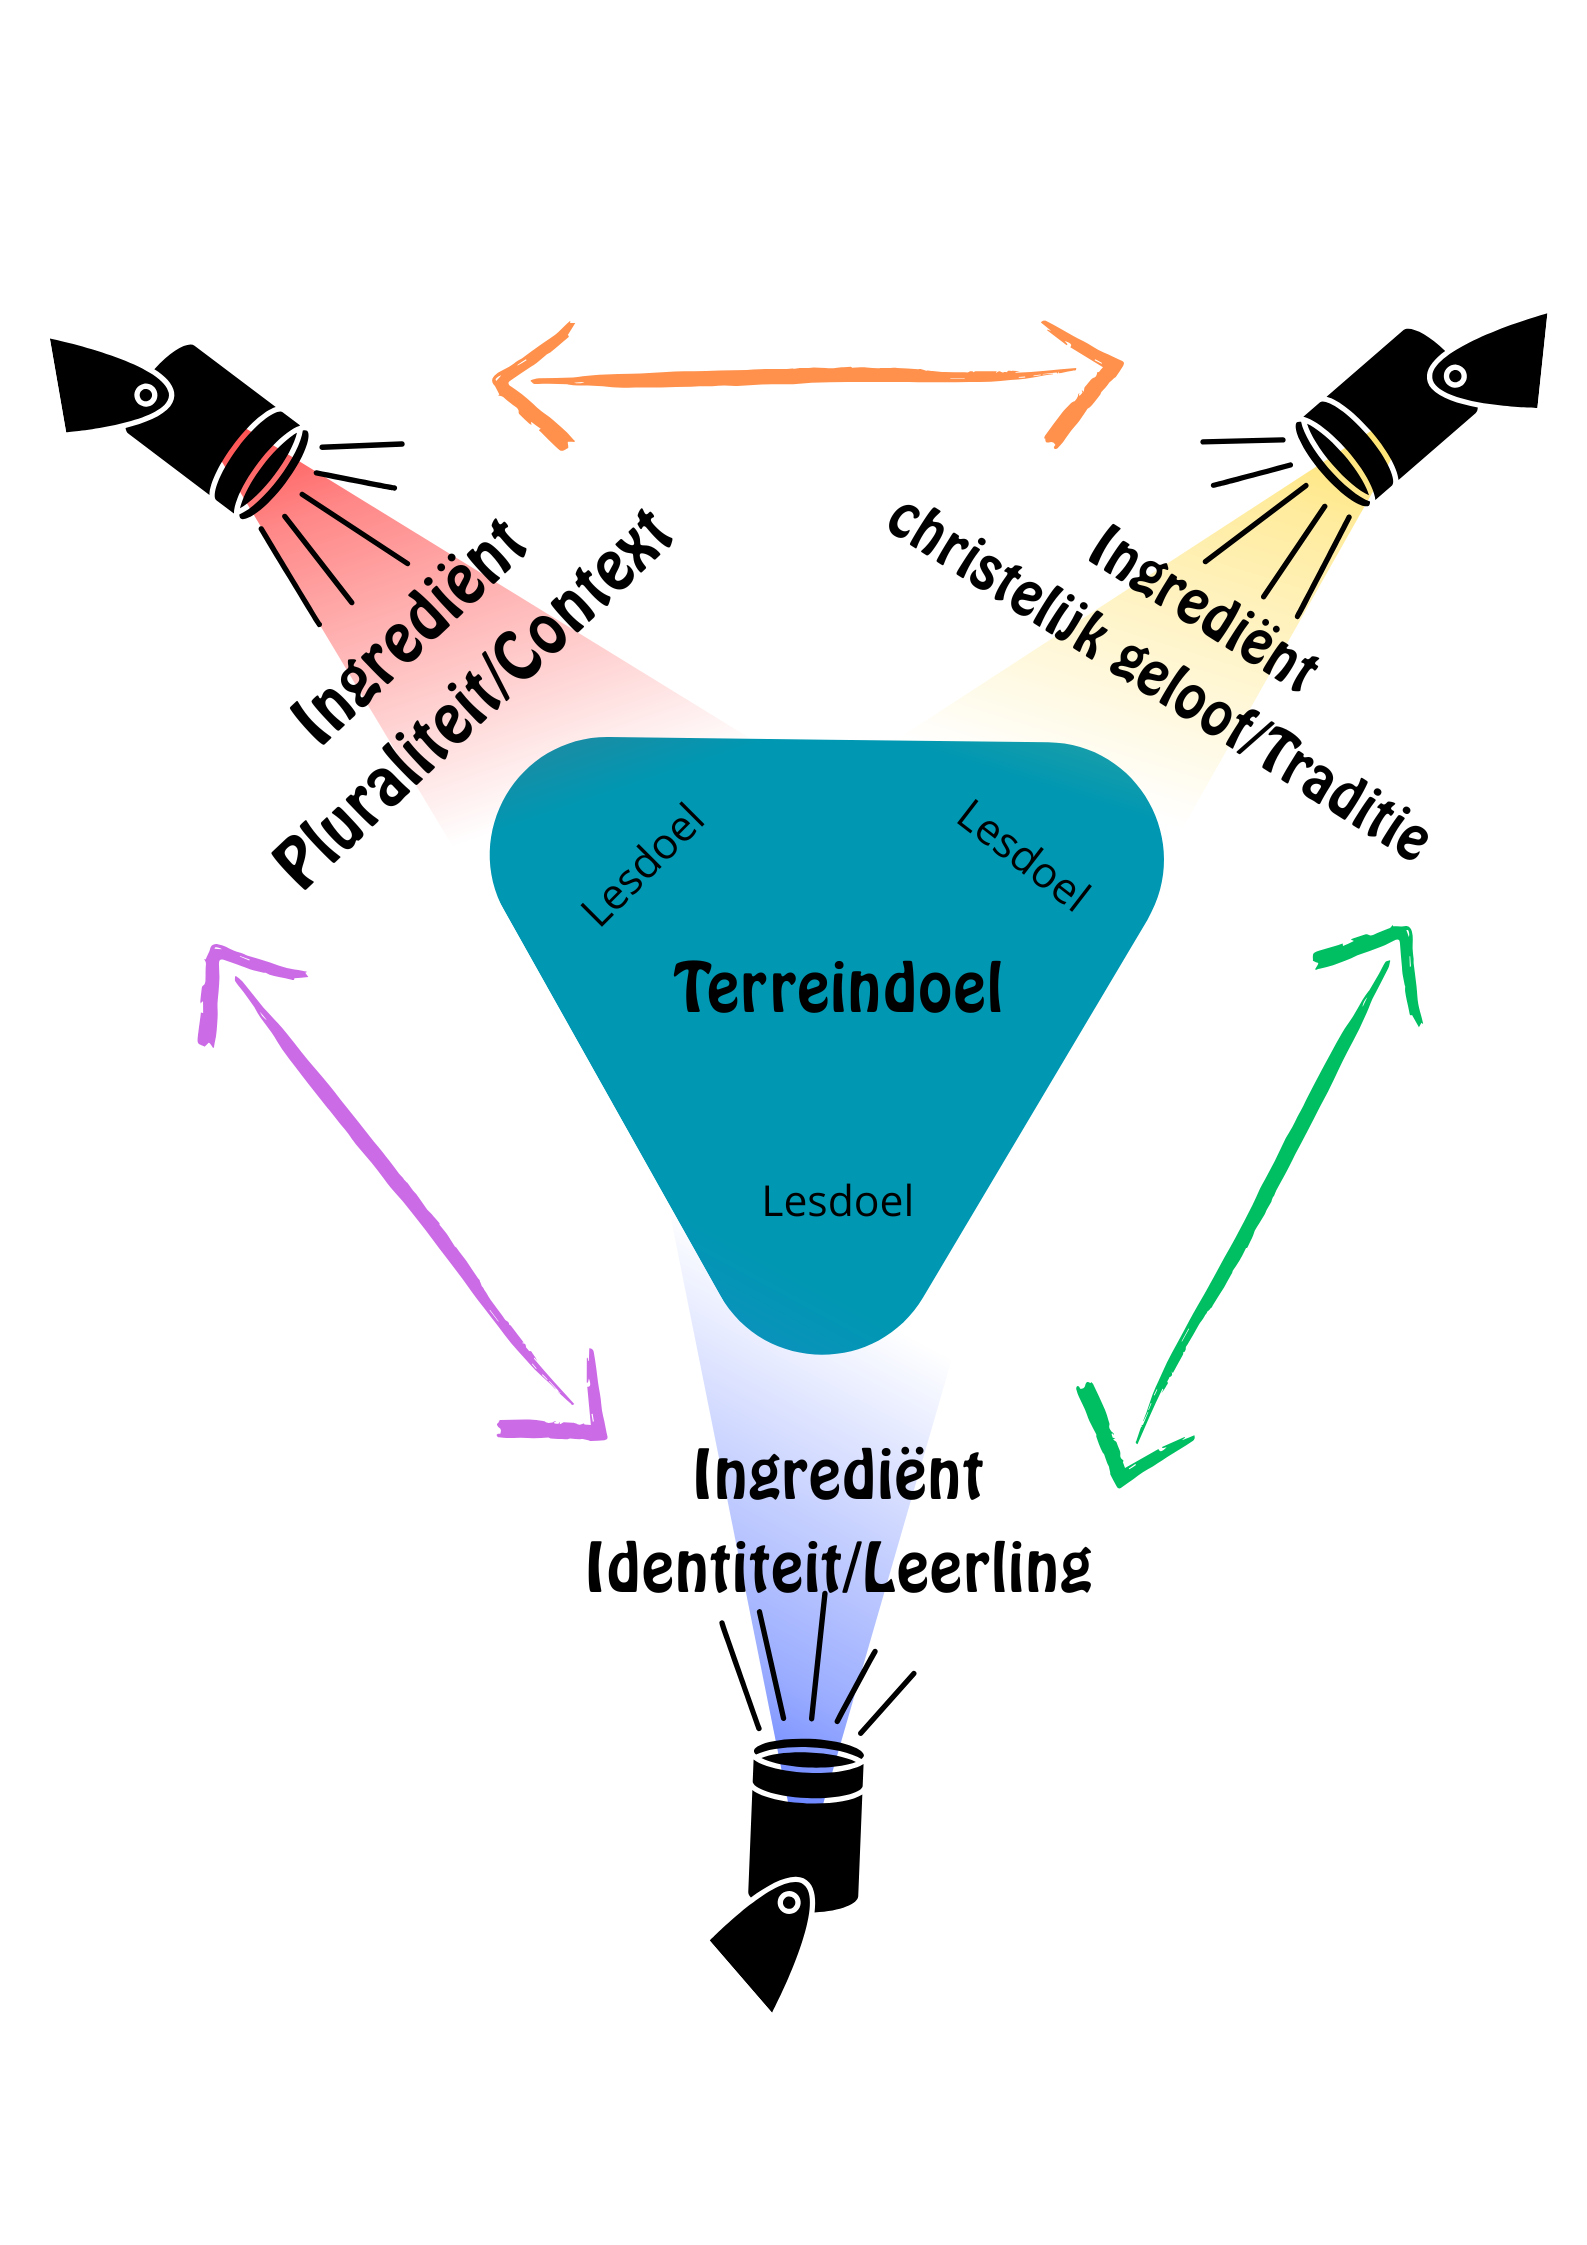 Ingrediënt
Pluraliteit/Context
Ingrediënt
christelijk geloof/Traditie
Lesdoel
Lesdoel
Terreindoel
Lesdoel
Ingrediënt
Identiteit/Leerling